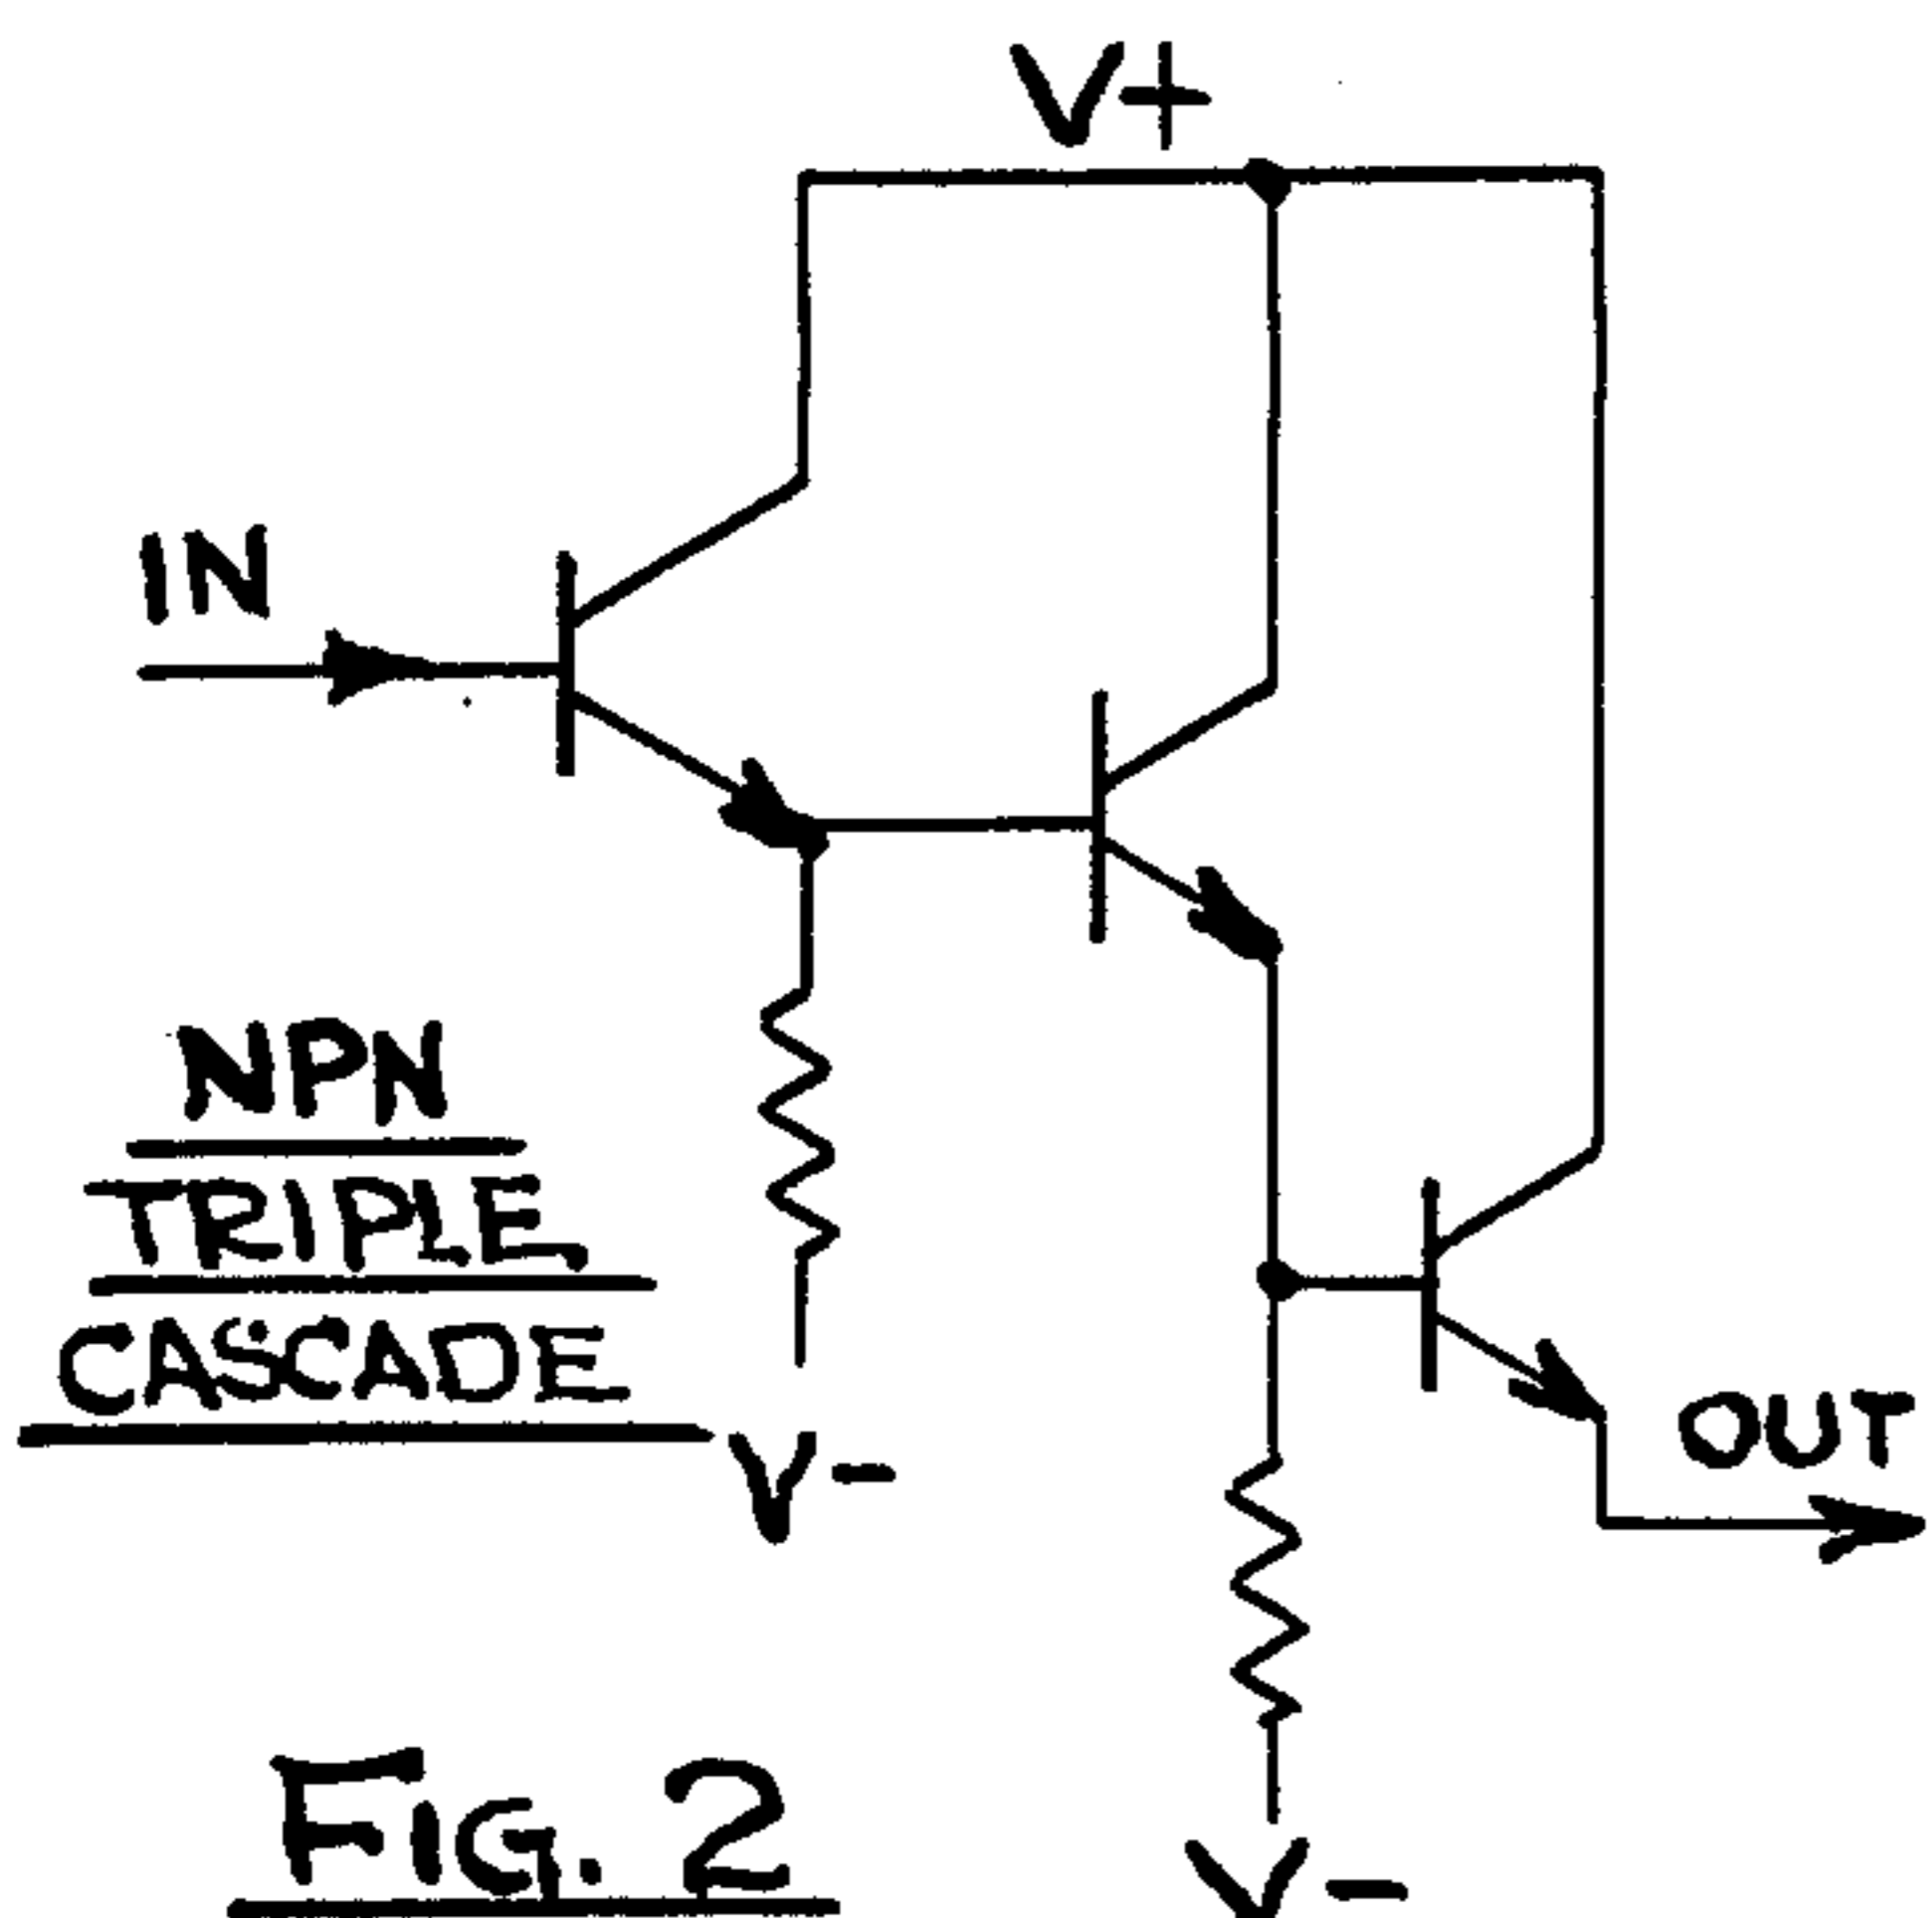 V+
IN
NPN
TRIPLE
CASCADE
V-
OUT
FIG. 2
V-